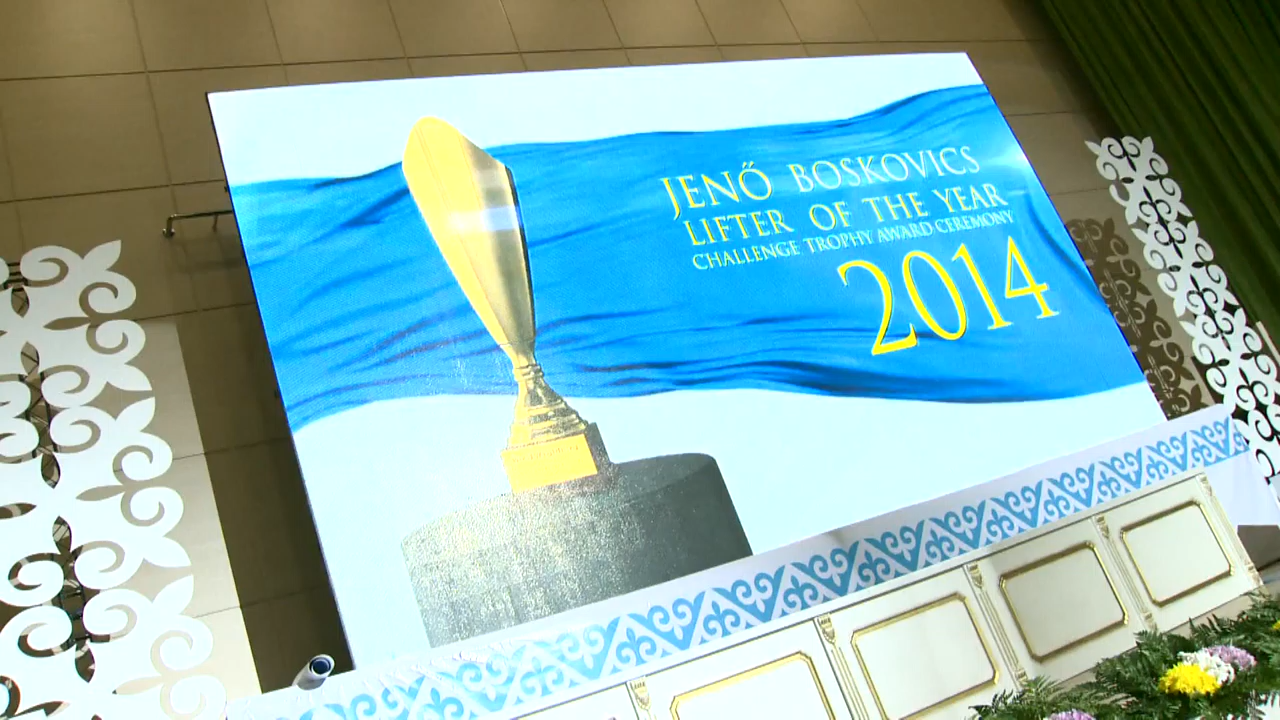 JENŐ BOSKOVICS
LIFTER OF THE YEAR
CHALLENGE TROPHY AWARD CEREMONY
2014